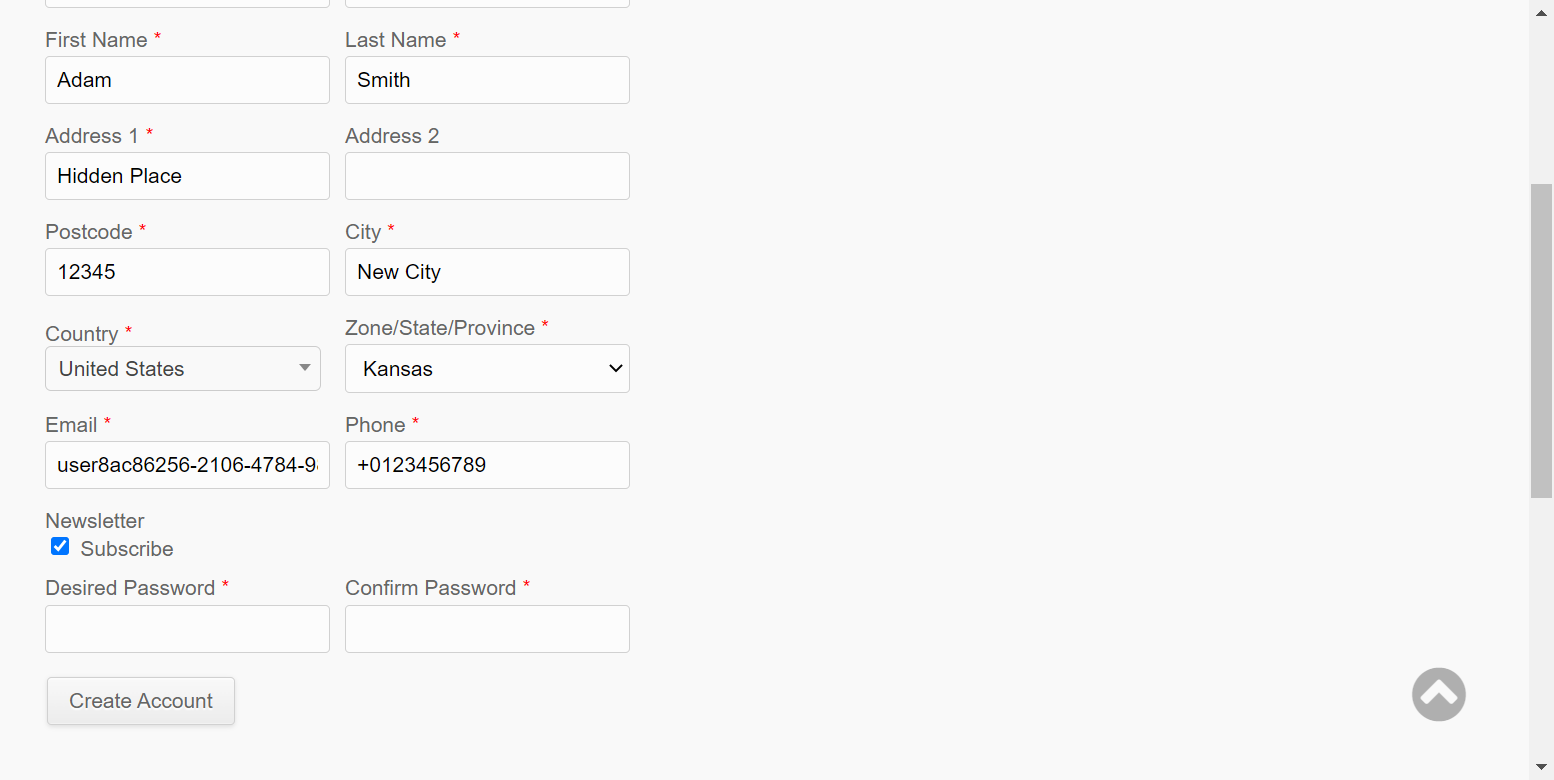 First Name * Last Name *
Adam Smith
Address 1 * Address 2
Hidden Place
Postcode * City *
12345 New City
Country * Zone/State/Province *
United States Kansas
Email * Phone *
user8ac86256-2106-4784-9 +0123456789
Newsletter
Subscribe
Desired Password * Confirm Password *
Create Account